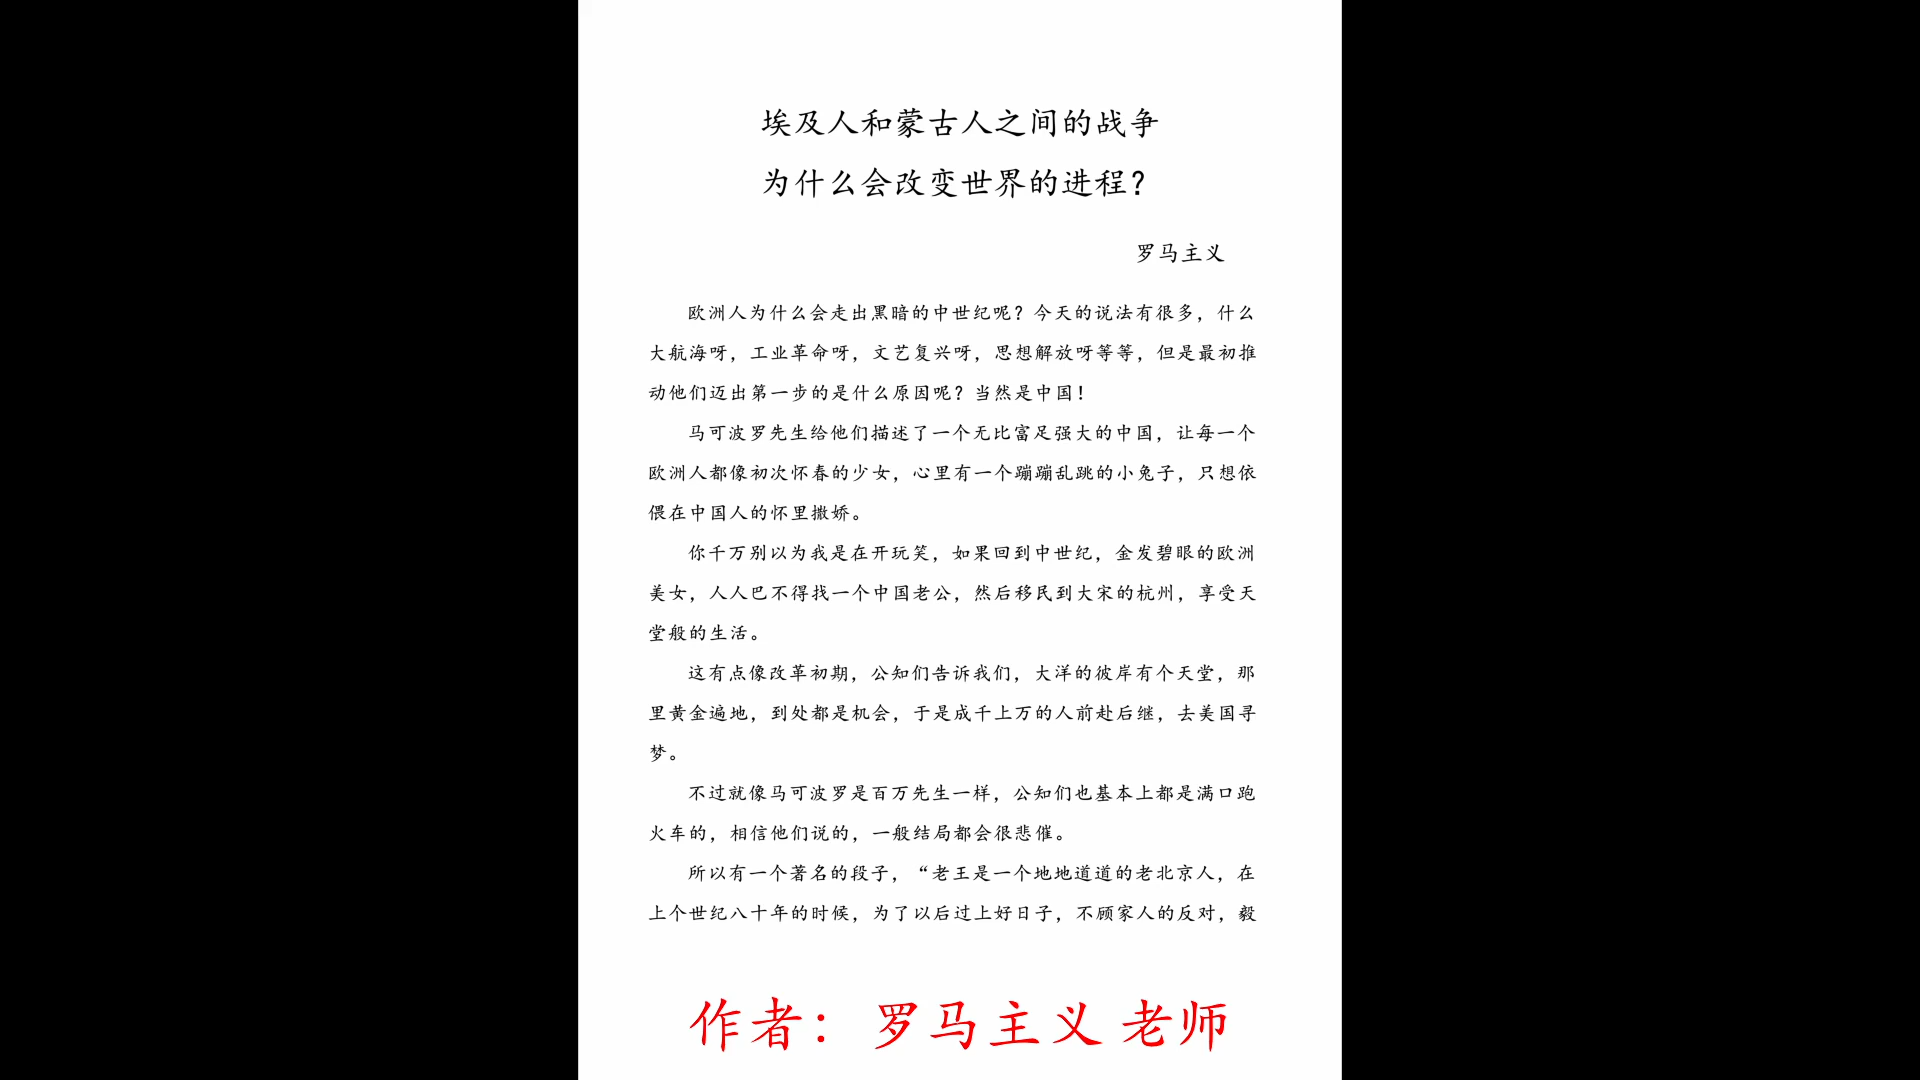 埃及人和蒙古人之间的战争
为什么会改变世界的进程？
罗马主义
欧洲人为什么会走出黑暗的中世纪呢？今天的说法有很多，什么
大航海呀，工业革命呀，文艺复兴呀，思想解放呀等等，但是最初推
动他们迈出第一步的是什么原因呢？当然是中国！
马可波罗先生给他们描述了一个无比富足强大的中国，让每一个
欧洲人都像初次怀春的少女，心里有一个蹦蹦乱跳的小兔子，只想依
偎在中国人的怀里撒娇。
你千万别以为我是在开玩笑，如果回到中世纪，金发碧眼的欧洲
美女，人人巴不得找一个中国老公，然后移民到大宋的杭州，享受天
堂般的生活。
这有点像改革初期，公知们告诉我们，大洋的彼岸有个天堂，那
里黄金遍地，到处都是机会，于是成千上万的人前赴后继，去美国寻
梦。
不过就像马可波罗是百万先生一样，公知们也基本上都是满口跑
火车的，相信他们说的，一般结局都会很悲催。
所以有一个著名的段子，“老王是一个地地道道的老北京人，在
上个世纪八十年的时候，为了以后过上好日子，不顾家人的反对，毅
作者：罗马主义 老师